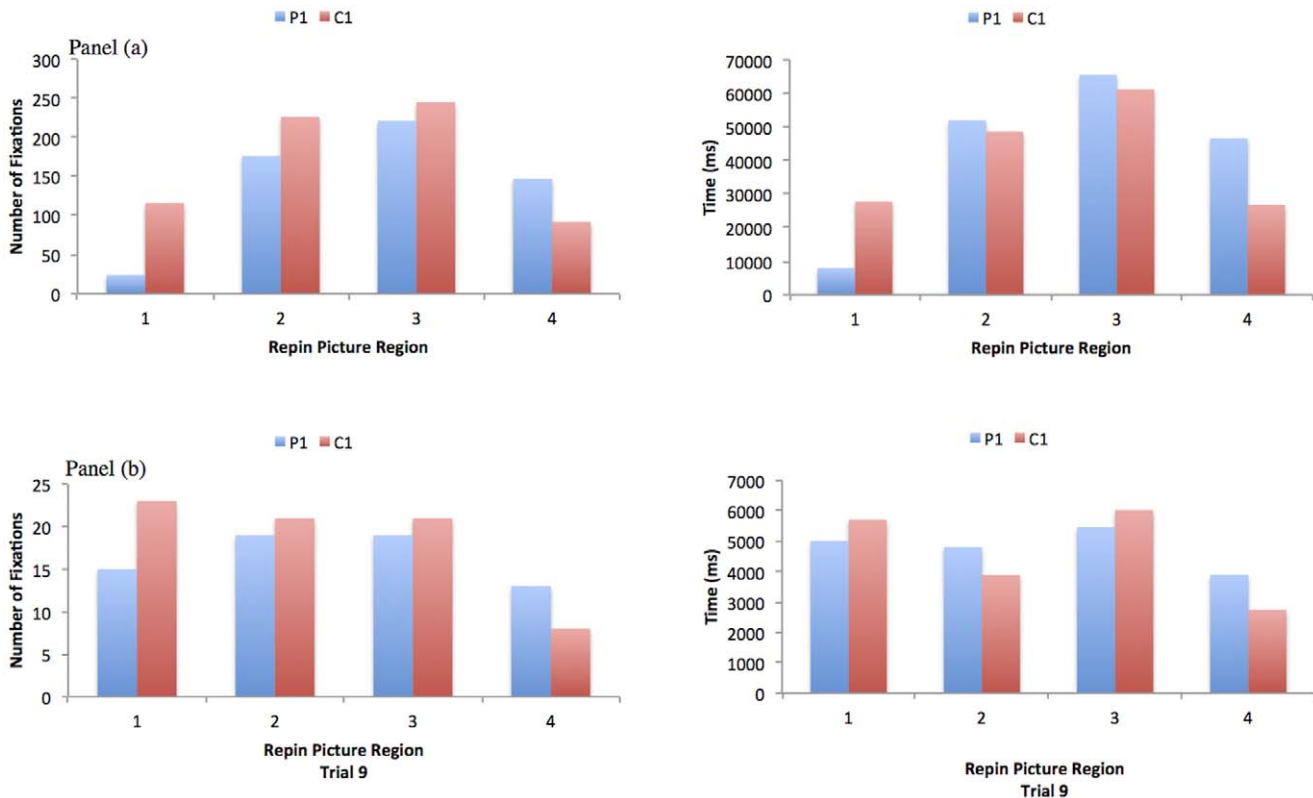 P1 C1
Panel (a)
Number of Fixations
300
250
200
150
100
50
0
1 2 3 4
Repin Picture Region
P1 C1
Time (ms)
70000
60000
50000
40000
30000
20000
10000
0
1 2 3 4
Repin Picture Region
P1 C1
Panel (b)
Number of Fixations
25
20
15
10
5
0
1 2 3 4
Repin Picture Region
Trial 9
P1 C1
Time (ms)
7000
6000
5000
4000
3000
2000
1000
0
1 2 3 4
Repin Picture Region
Trial 9